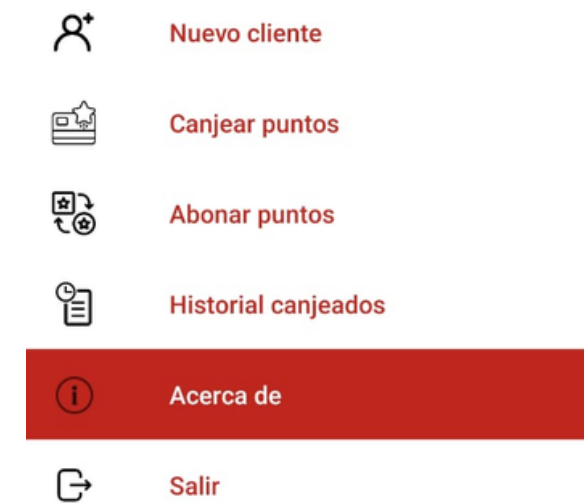 Nuevo cliente
Canjear puntos
Abonar puntos
Historial canjeados
Acerca de
Salir